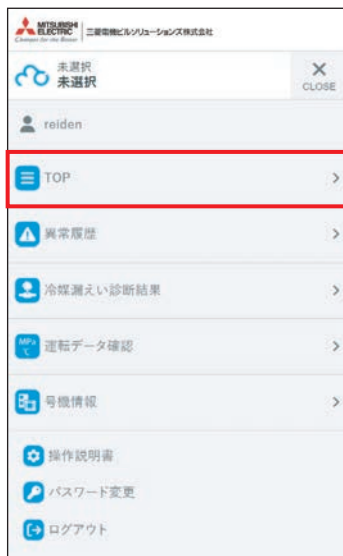 MITSUBISHI
ELECTRIC
Changes for the Better
三菱電機ビルソリューションズ株式会社
未選択
未選択
CLOSE
reiden
TOP
異常履歴
冷媒漏えい診断結果
MPa
℃
運転データ確認
号機情報
操作説明書
パスワード変更
ログアウト